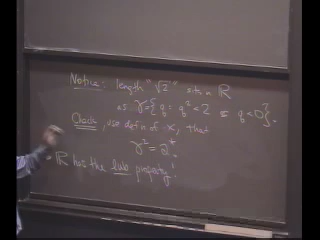 Notice: length "√2" sits in ℝ
as γ = { q : q² < 2 or q < 0 }.
Check, use defn of ×, that
γ² = 2*.
• ℝ has the lub property!